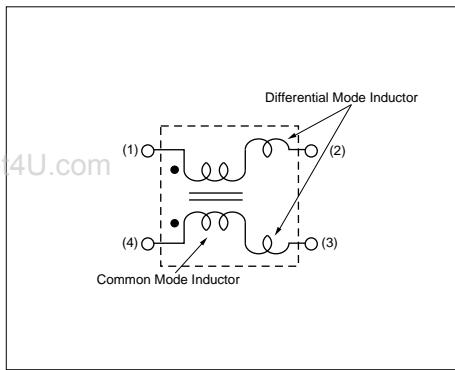 Differential Mode Inductor
(1)
(2)
t4U.com
(4)
(3)
Common Mode Inductor